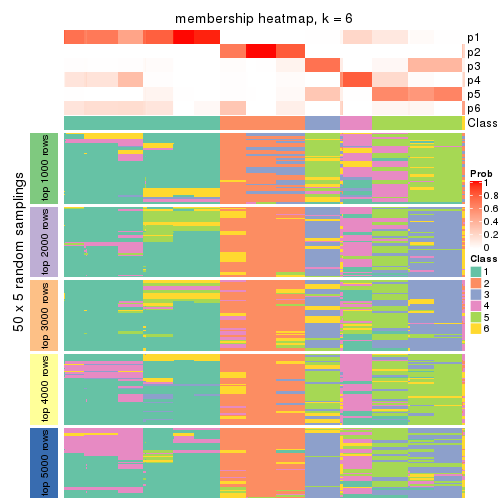 membership heatmap, k = 6
p1
p2
p3
p4
p5
p6
Class
50 x 5 random samplings
top 1000 rows
top 2000 rows
top 3000 rows
top 4000 rows
top 5000 rows
Prob
1
0.8
0.6
0.4
0.2
0
Class
1
2
3
4
5
6